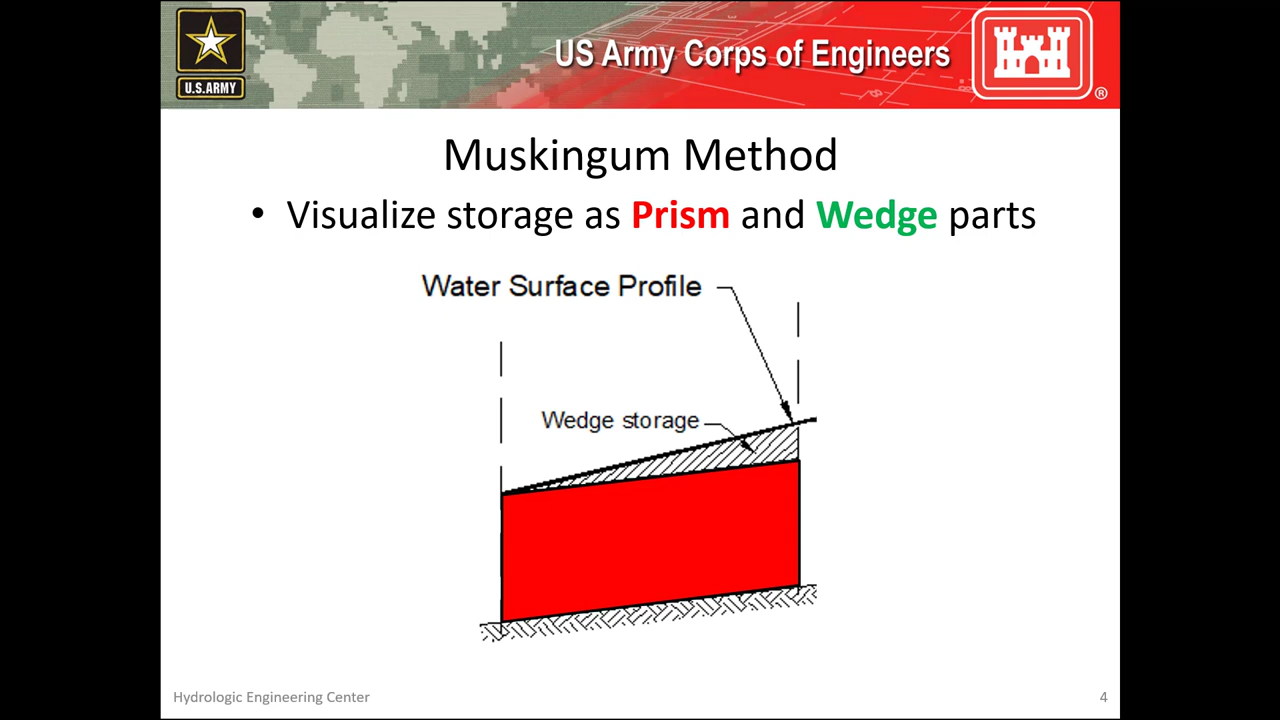 U.S.ARMY
US Army Corps of Engineers
®
Muskingum Method
• Visualize storage as Prism and Wedge parts
Water Surface Profile
Wedge storage
Hydrologic Engineering Center
4